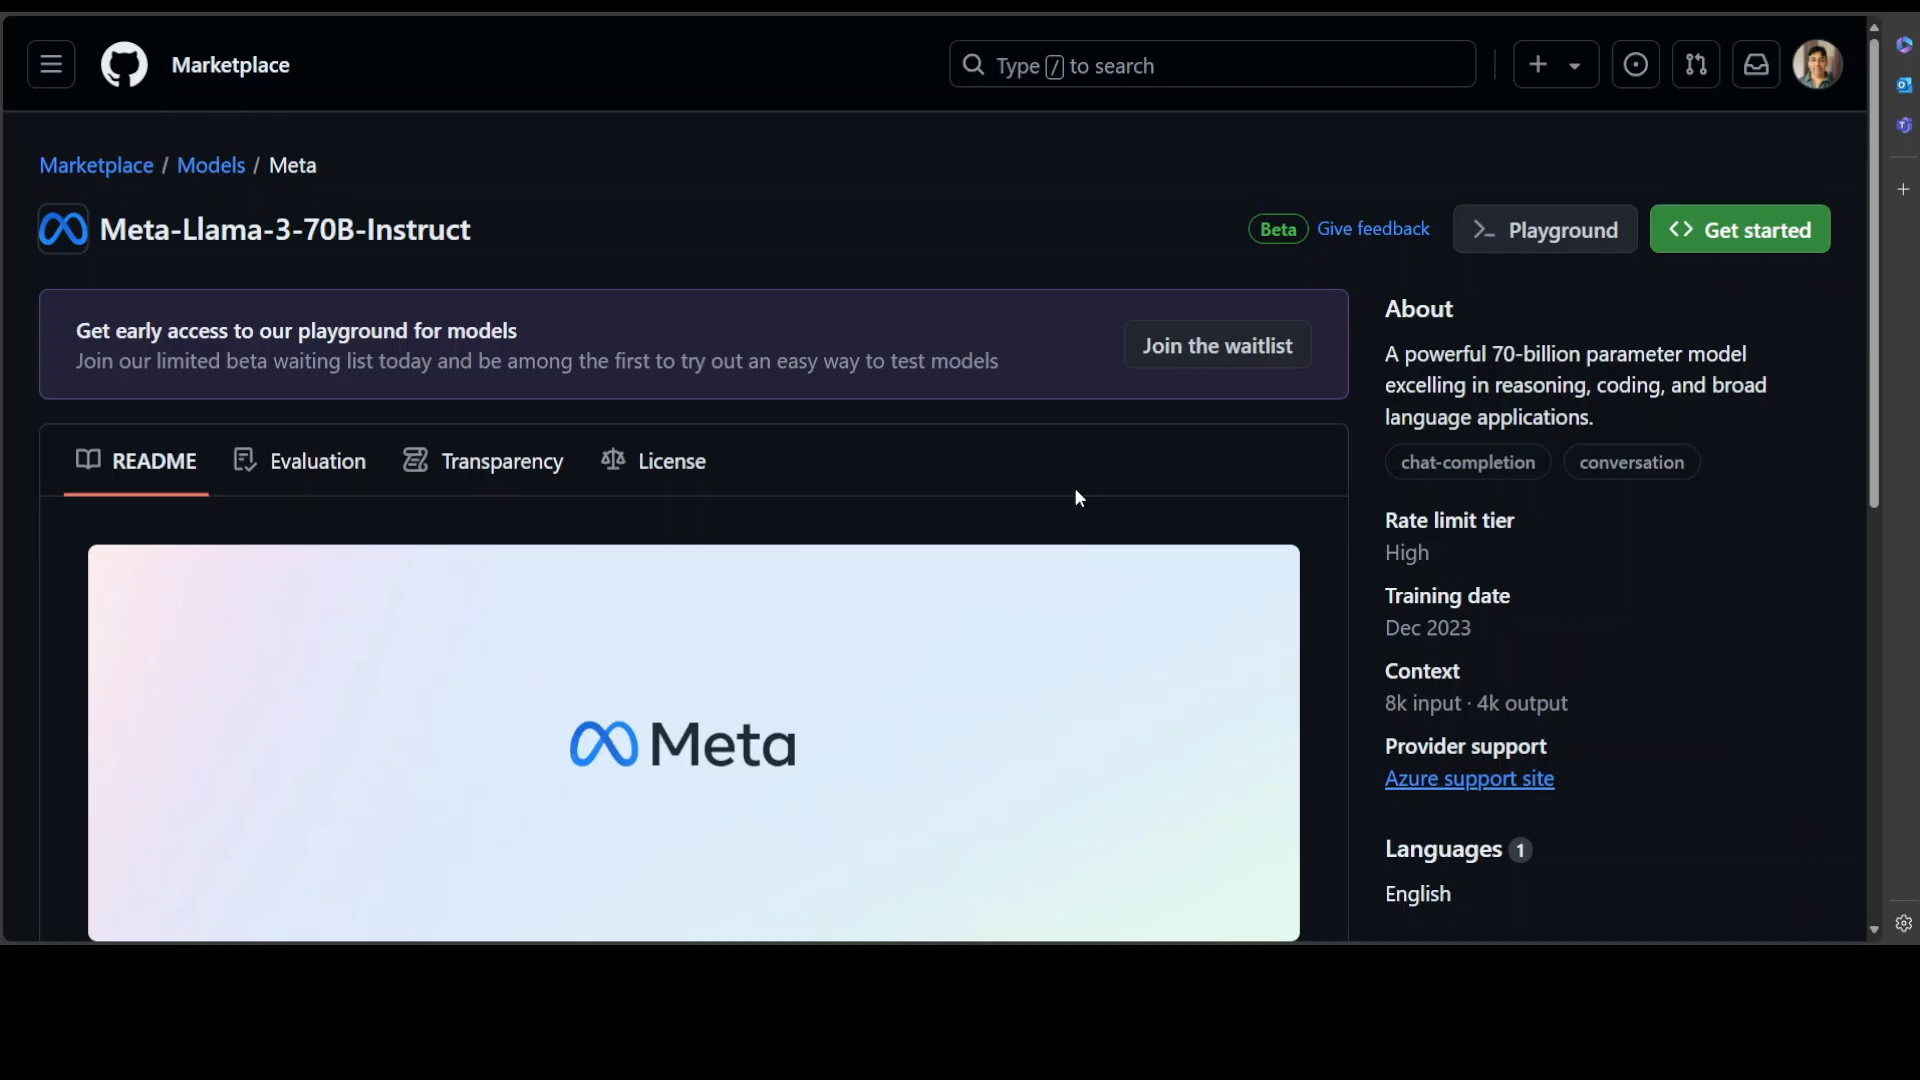 Marketplace
Type / to search
Marketplace / Models / Meta
Meta-Llama-3-70B-Instruct
Beta
Give feedback
Playground
Get started
Get early access to our playground for models
Join our limited beta waiting list today and be among the first to try out an easy way to test models
Join the waitlist
README
Evaluation
Transparency
License
Meta
About
A powerful 70-billion parameter model
excelling in reasoning, coding, and broad
language applications.
chat-completion
conversation
Rate limit tier
High
Training date
Dec 2023
Context
8k input · 4k output
Provider support
Azure support site
Languages 1
English